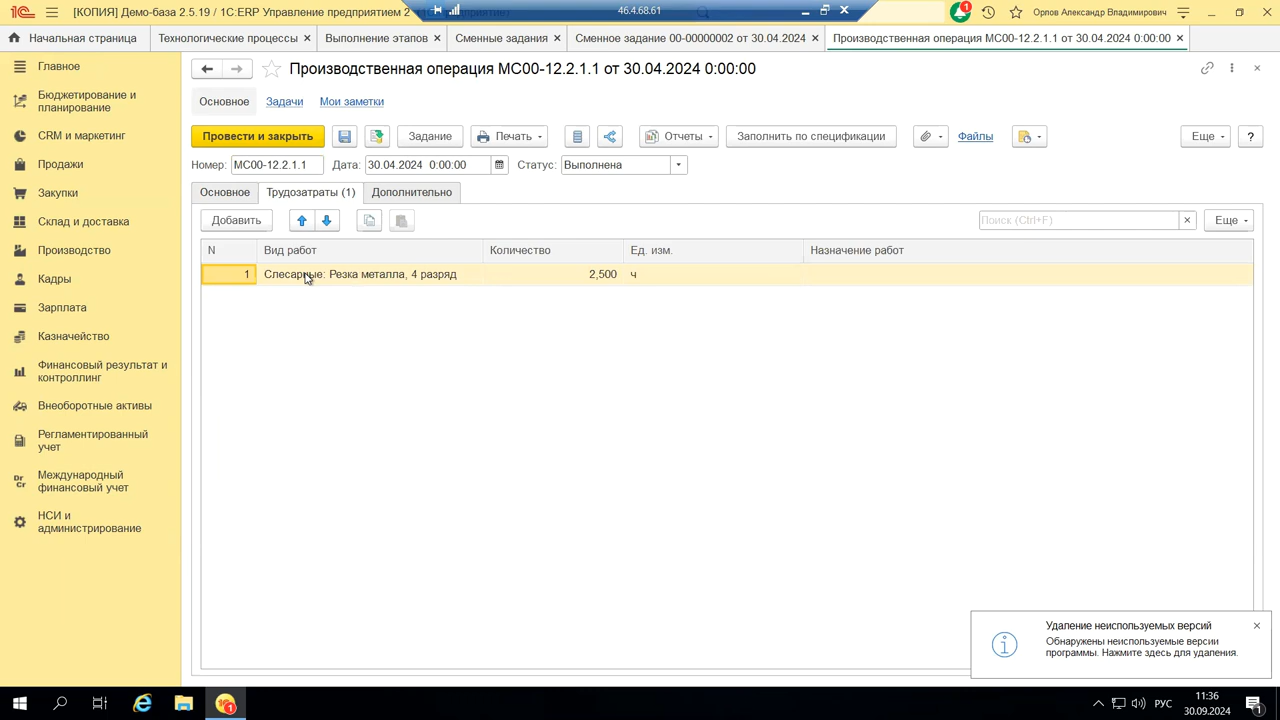 [КОПИЯ] Демо-база 2.5.19 / 1С:ERP Управление предприятием 2
46.4.68.61
1
Орлов Александр Владимирович
Начальная страница
Технологические процессы ×
Выполнение этапов ×
Сменные задания ×
Сменное задание 00-00000002 от 30.04.2024 ×
Производственная операция МС00-12.2.1.1 от 30.04.2024 0:00:00 ×
Главное
Бюджетирование и
планирование
CRM и маркетинг
Продажи
Закупки
Склад и доставка
Производство
Кадры
Зарплата
Казначейство
Финансовый результат и
контроллинг
Внеоборотные активы
Регламентированный
учет
Dr
Cr
Международный
финансовый учет
НСИ и
администрирование
Производственная операция МС00-12.2.1.1 от 30.04.2024 0:00:00
Основное Задачи Мои заметки
Провести и закрыть Задание Печать Отчеты Заполнить по спецификации Файлы Еще ?
Номер: МС00-12.2.1.1 Дата: 30.04.2024 0:00:00 Статус: Выполнена
Основное Трудозатраты (1) Дополнительно
Добавить Поиск (Ctrl+F) × Еще
N Вид работ Количество Ед. изм. Назначение работ
1 Слесарные: Резка металла, 4 разряд 2,500 ч
Удаление неиспользуемых версий
Обнаружены неиспользуемые версии
программы. Нажмите здесь для удаления.
1
РУС
11:36
30.09.2024
1